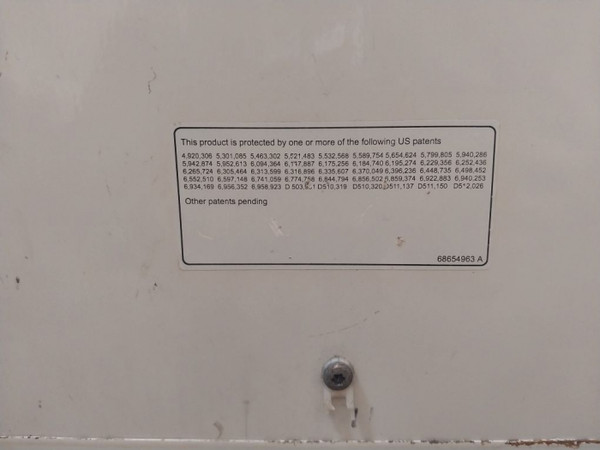 This product is protected by one or more of the following US patents
4,920,306 5,301,085 5,463,302 5,521,483 5,532,568 5,589,754 5,654,624 5,799,805 5,940,286
5,942,874 5,952,613 6,094,364 6,117,887 6,175,256 6,184,740 6,195,274 6,229,356 6,252,436
6,265,724 6,305,464 6,313,599 6,316,896 6,335,607 6,370,049 6,396,236 6,448,735 6,498,452
6,552,510 6,597,148 6,741,059 6,774,758 6,844,794 6,856,502 6,859,374 6,922,883 6,940,253
6,934,169 6,956,352 6,958,923 D510,319 D510,320 D511,137 D511,150
Other patents pending
68654963 A